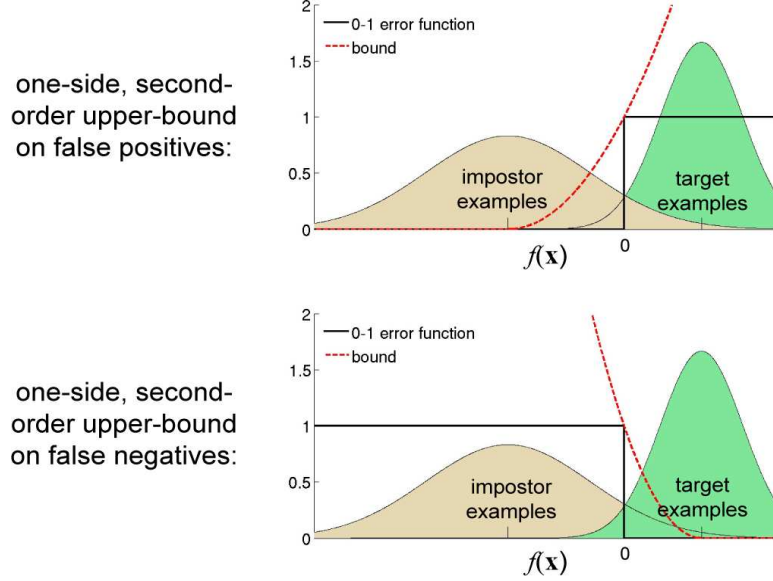 one-side, second-
order upper-bound
on false positives:
2
1.5
1
0.5
0
0-1 error function
bound
impostor
examples
target
examples
0
f(x)
one-side, second-
order upper-bound
on false negatives:
2
1.5
1
0.5
0
0-1 error function
bound
impostor
examples
target
examples
0
f(x)